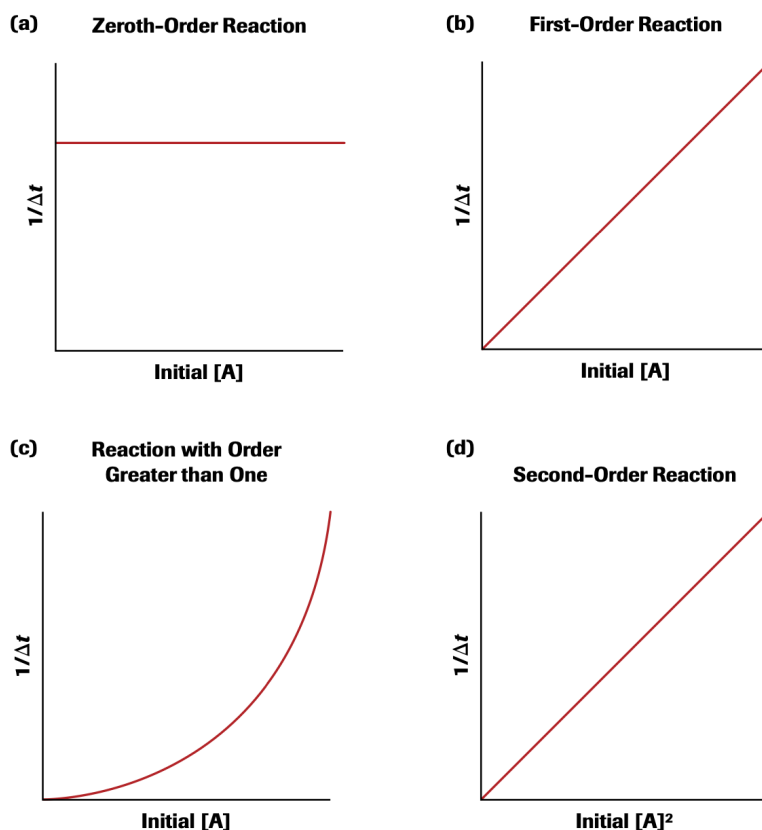 (a)
Zeroth-Order Reaction
1/Δt
Initial [A]
(b)
First-Order Reaction
1/Δt
Initial [A]
(c)
Reaction with Order
Greater than One
1/Δt
Initial [A]
(d)
Second-Order Reaction
1/Δt
Initial [A]²